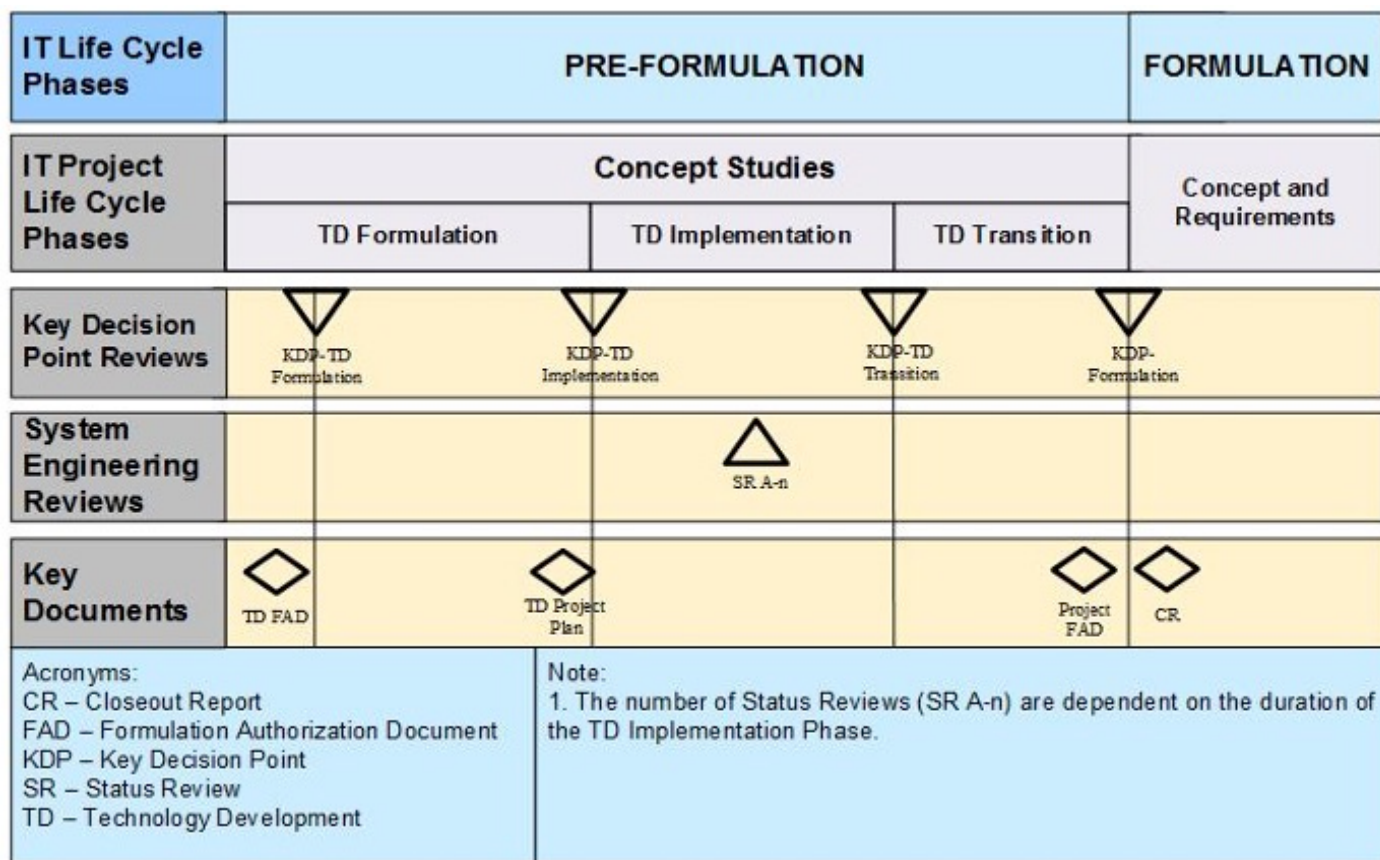 IT Life Cycle
Phases
PRE-FORMULATION
FORMULATION
IT Project
Life Cycle
Phases
Concept Studies
TD Formulation
TD Implementation
TD Transition
Concept and
Requirements
Key Decision
Point Reviews
KDP-TD
Formulation
KDP-TD
Implementation
KDP-TD
Transition
KDP-
Formulation
System
Engineering
Reviews
SR A-n
Key
Documents
TD FAD
TD Project
Plan
Project
FAD
CR
Acronyms:
CR – Closeout Report
FAD – Formulation Authorization Document
KDP – Key Decision Point
SR – Status Review
TD – Technology Development
Note:
1. The number of Status Reviews (SR A-n) are dependent on the duration of
the TD Implementation Phase.